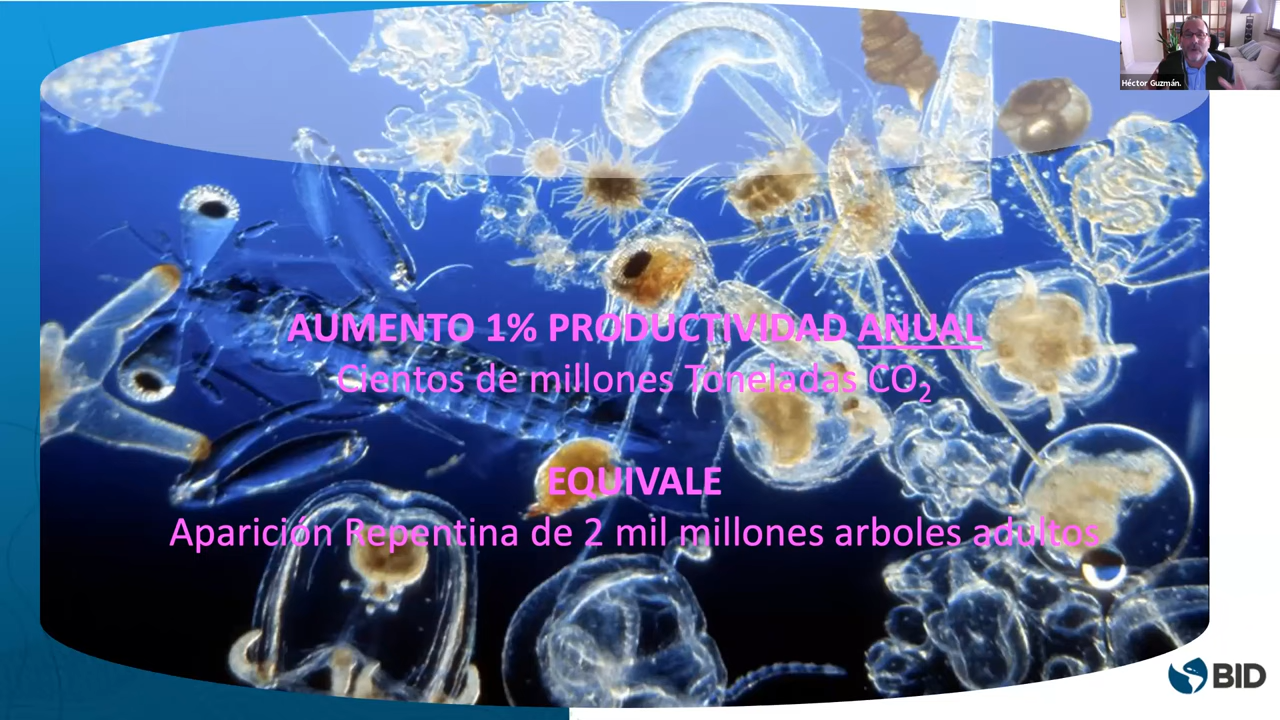 Héctor Guzmán.
AUMENTO 1% PRODUCTIVIDAD ANUAL
Cientos de millones Toneladas CO₂
EQUIVALE
Aparición Repentina de 2 mil millones arboles adultos
BID